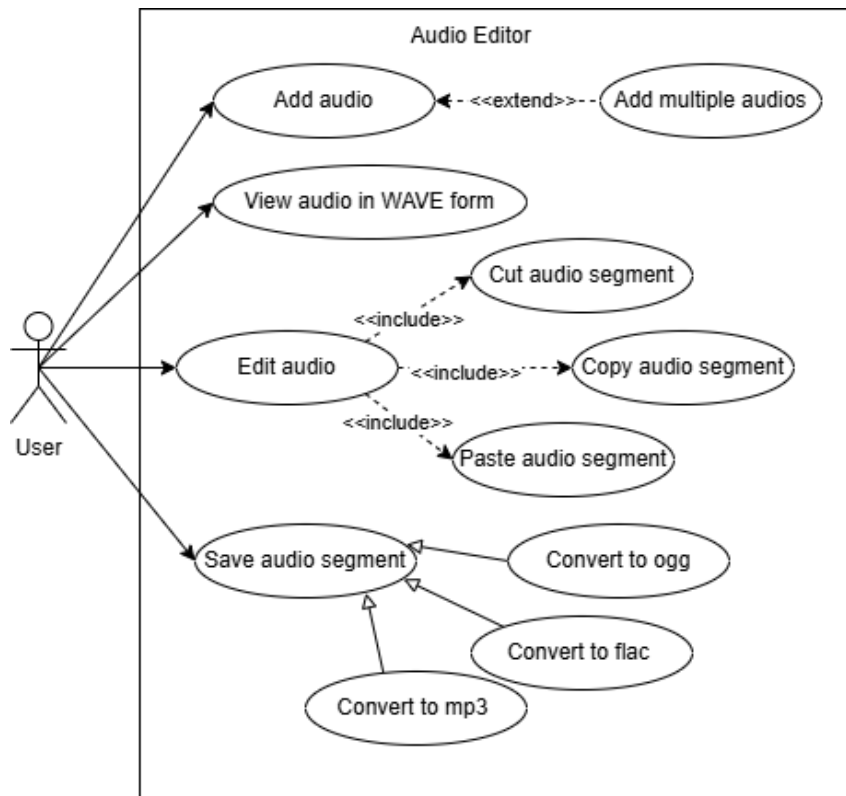 Audio Editor
Add audio
<<extend>>
Add multiple audios
View audio in WAVE form
Cut audio segment
<<include>>
Edit audio
<<include>>
Copy audio segment
<<include>>
User
Paste audio segment
Save audio segment
Convert to ogg
Convert to flac
Convert to mp3